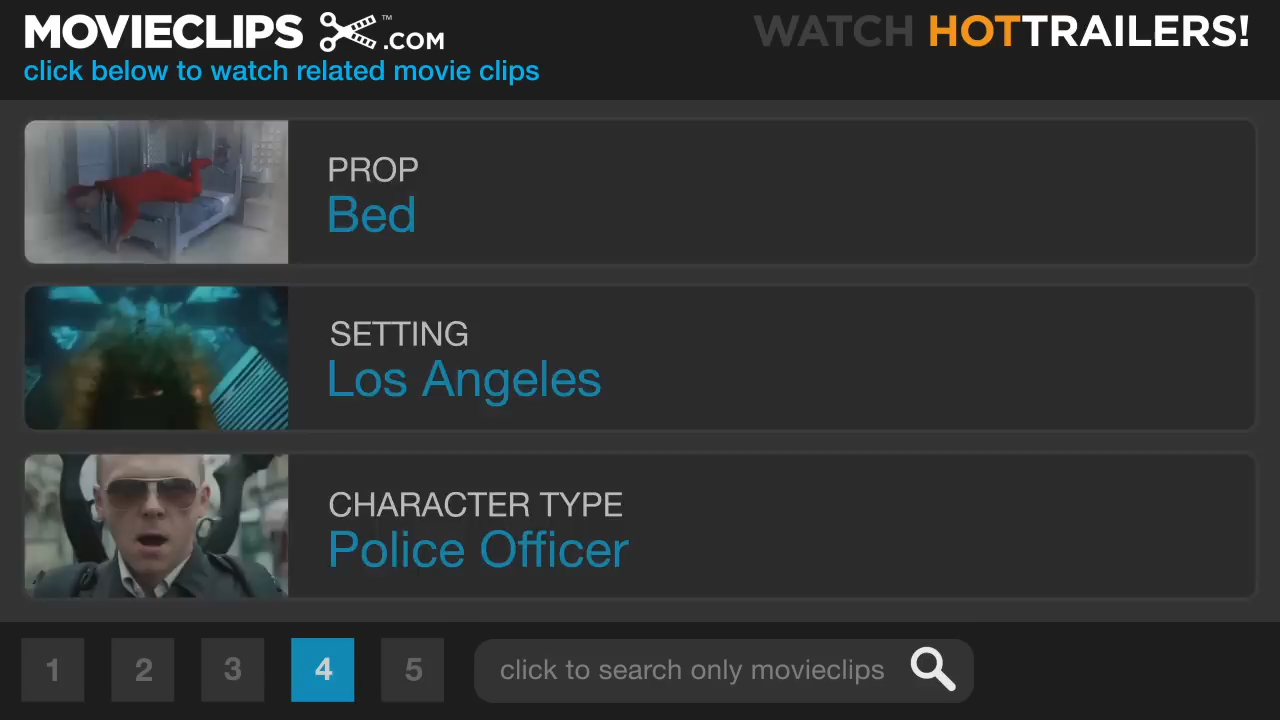 MOVIECLIPS ™.COM
WATCH HOTTRAILERS!
click below to watch related movie clips
PROP
Bed
SETTING
Los Angeles
CHARACTER TYPE
Police Officer
1 2 3 4 5 click to search only movieclips